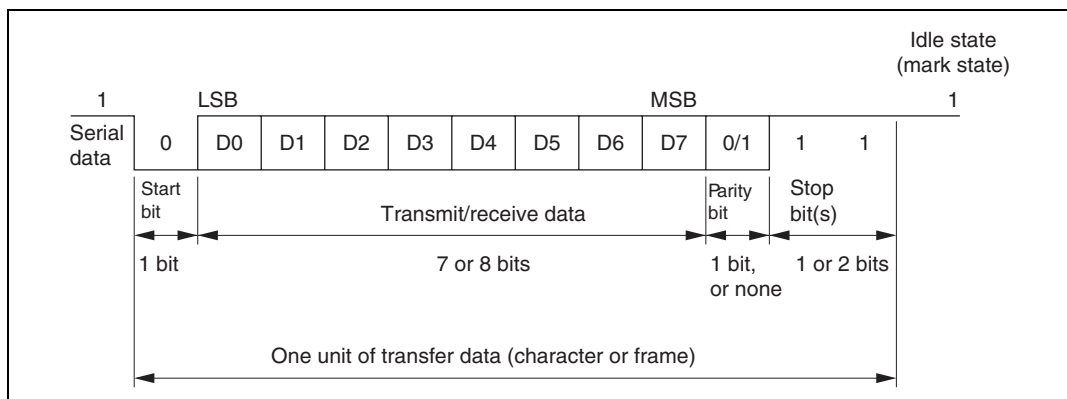 Idle state
(mark state)
1 LSB MSB 1
Serial
data
0 D0 D1 D2 D3 D4 D5 D6 D7 0/1 1 1
Start
bit
Transmit/receive data
Parity
bit
Stop
bit(s)
1 bit
7 or 8 bits
1 bit,
or none
1 or 2 bits
One unit of transfer data (character or frame)